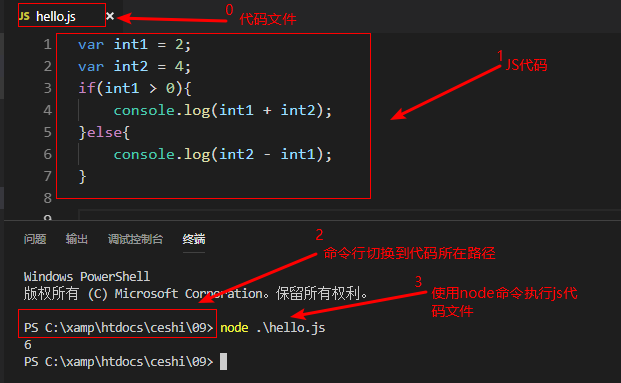 JS hello.js ×
0
代码文件
1 var int1 = 2;
2 var int2 = 4;
3 if(int1 > 0){
4 console.log(int1 + int2);
5 }else{
6 console.log(int2 - int1);
7 }
8
9
1
JS代码
问题 输出 调试控制台 终端
2
命令行切换到代码所在路径
Windows PowerShell
版权所有 (C) Microsoft Corporation。保留所有权利。
3
使用node命令执行js代
码文件
PS C:\xamp\htdocs\ceshi\09> node .\hello.js
6
PS C:\xamp\htdocs\ceshi\09>